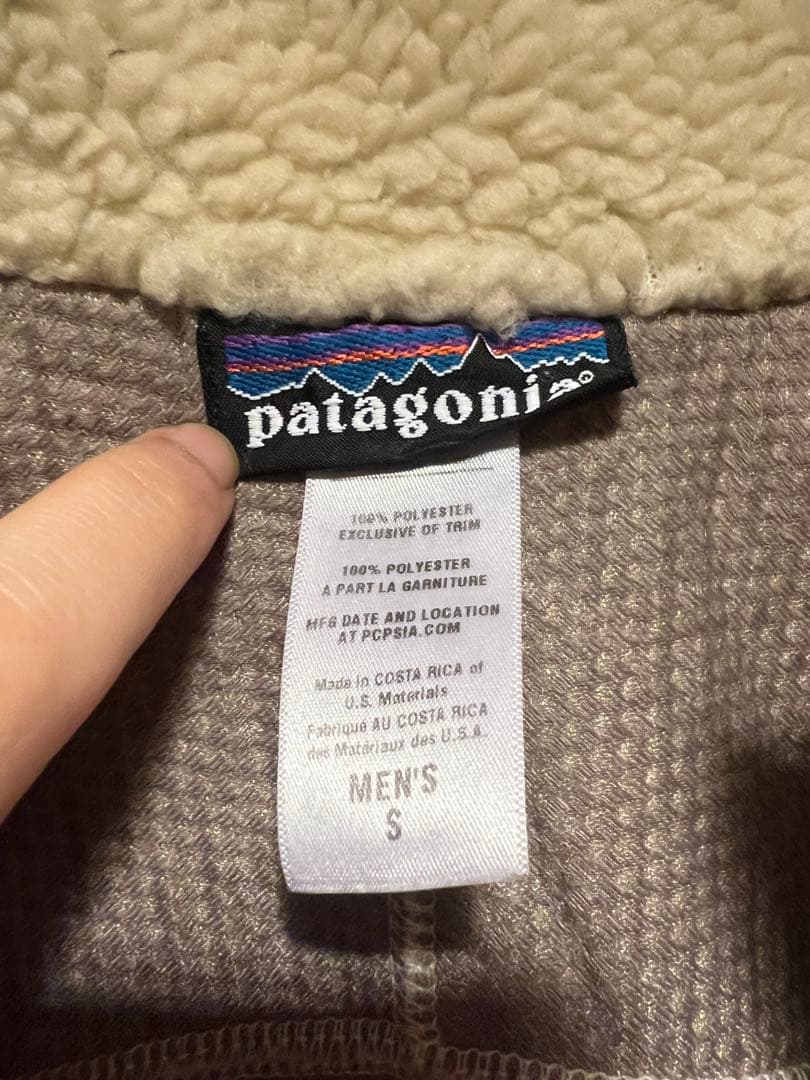 patagonia®
100% POLYESTER
EXCLUSIVE OF TRIM
100% POLYESTER
A PART LA GARNITURE
MFG DATE AND LOCATION
AT PCPSIA.COM
Made in COSTA RICA of
U.S. Materials
Fabriqué AU COSTA RICA
des Matériaux des U.S.A.
MEN'S
S